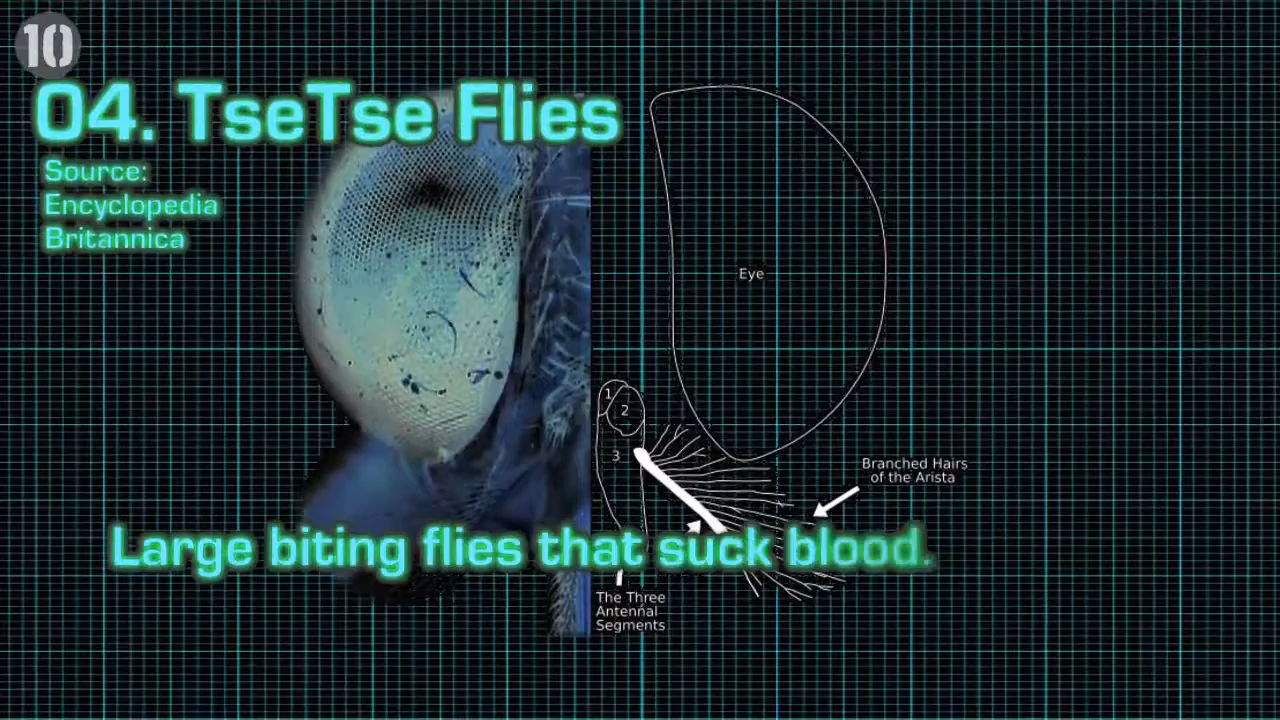 10
04. TseTse Flies
Source:
Encyclopedia
Britannica
Eye
1
2
3
Branched Hairs
of the Arista
Large biting flies that suck blood.
The Three
Antennal
Segments